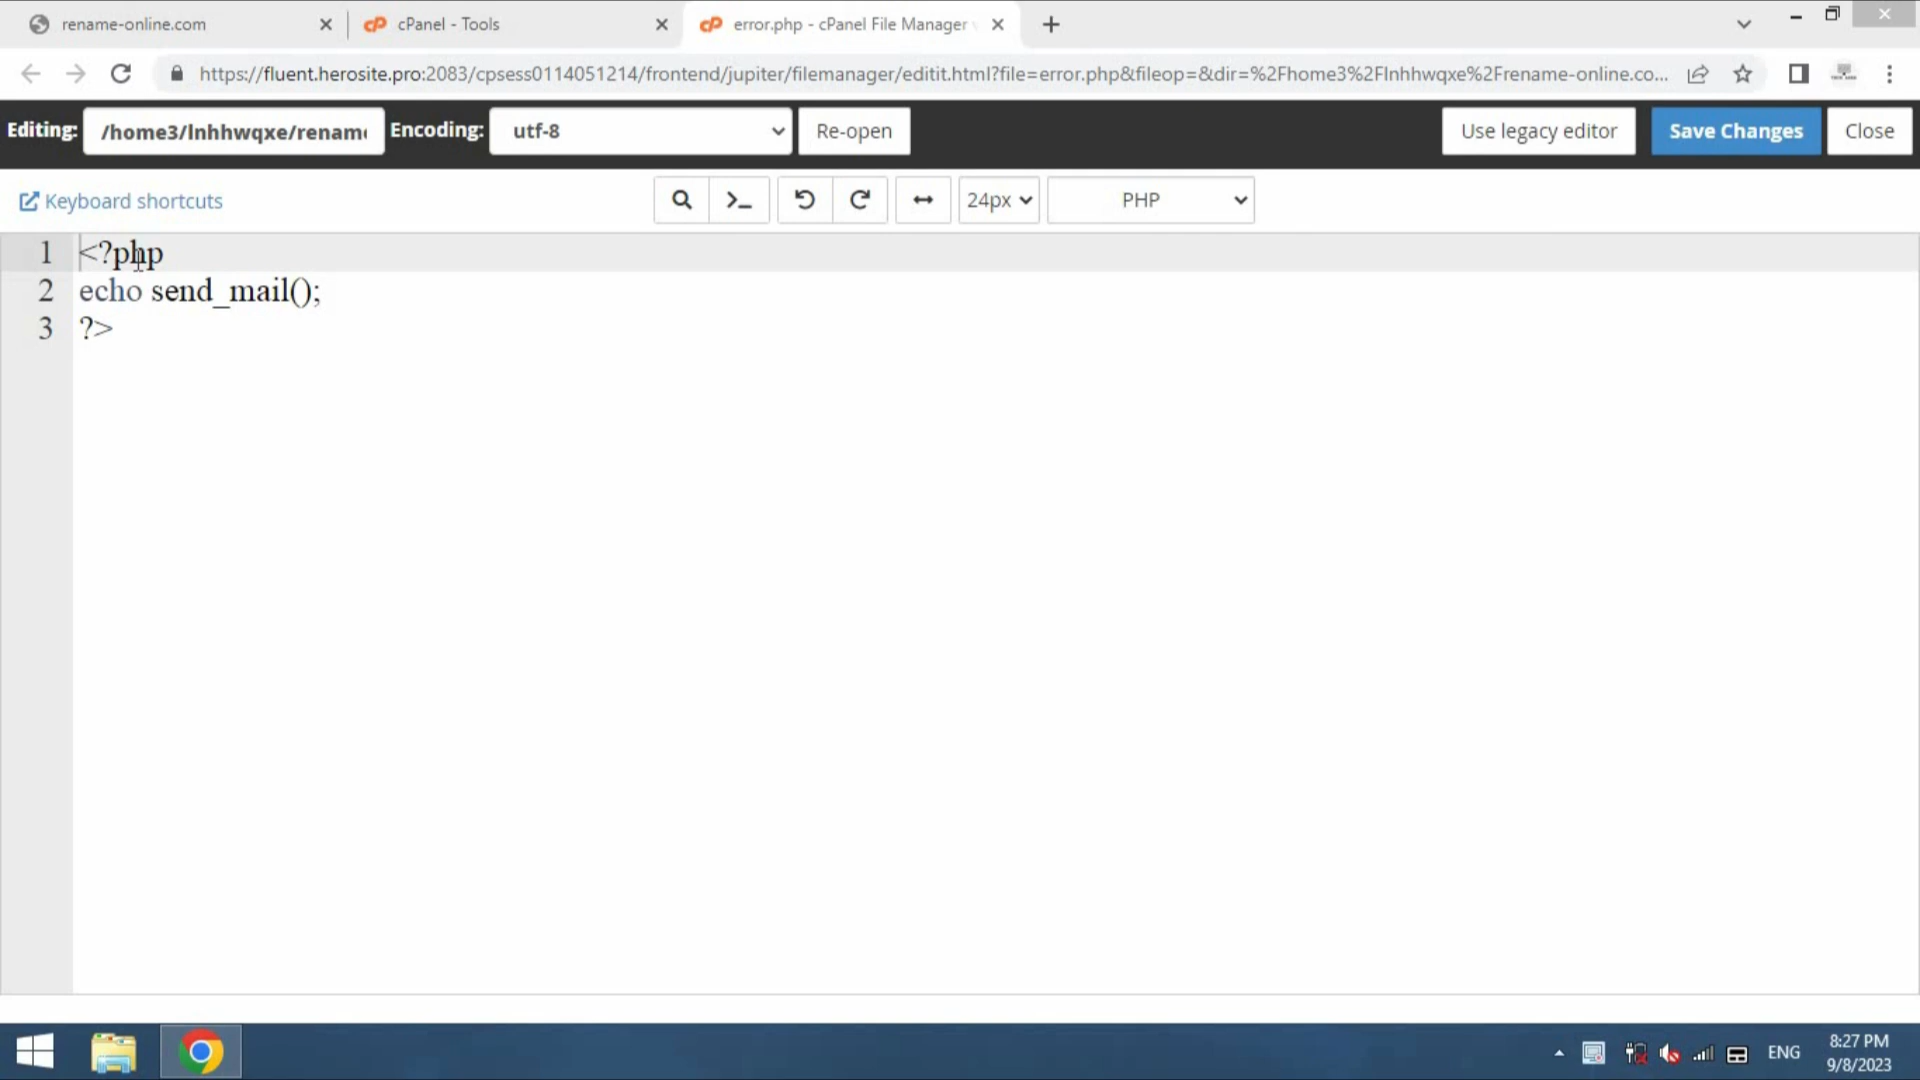 rename-online.com
cPanel - Tools
error.php - cPanel File Manager
https://fluent.herosite.pro:2083/cpsess0114051214/frontend/jupiter/filemanager/editit.html?file=error.php&fileop=&dir=%2Fhome3%2Flnhhwqxe%2Frename-online.co...
Editing: /home3/lnhhwqxe/rename Encoding: utf-8 Re-open Use legacy editor Save Changes Close
Keyboard shortcuts 24px PHP
1 <?php
2 echo send_mail();
3 ?>
ENG
8:27 PM
9/8/2023